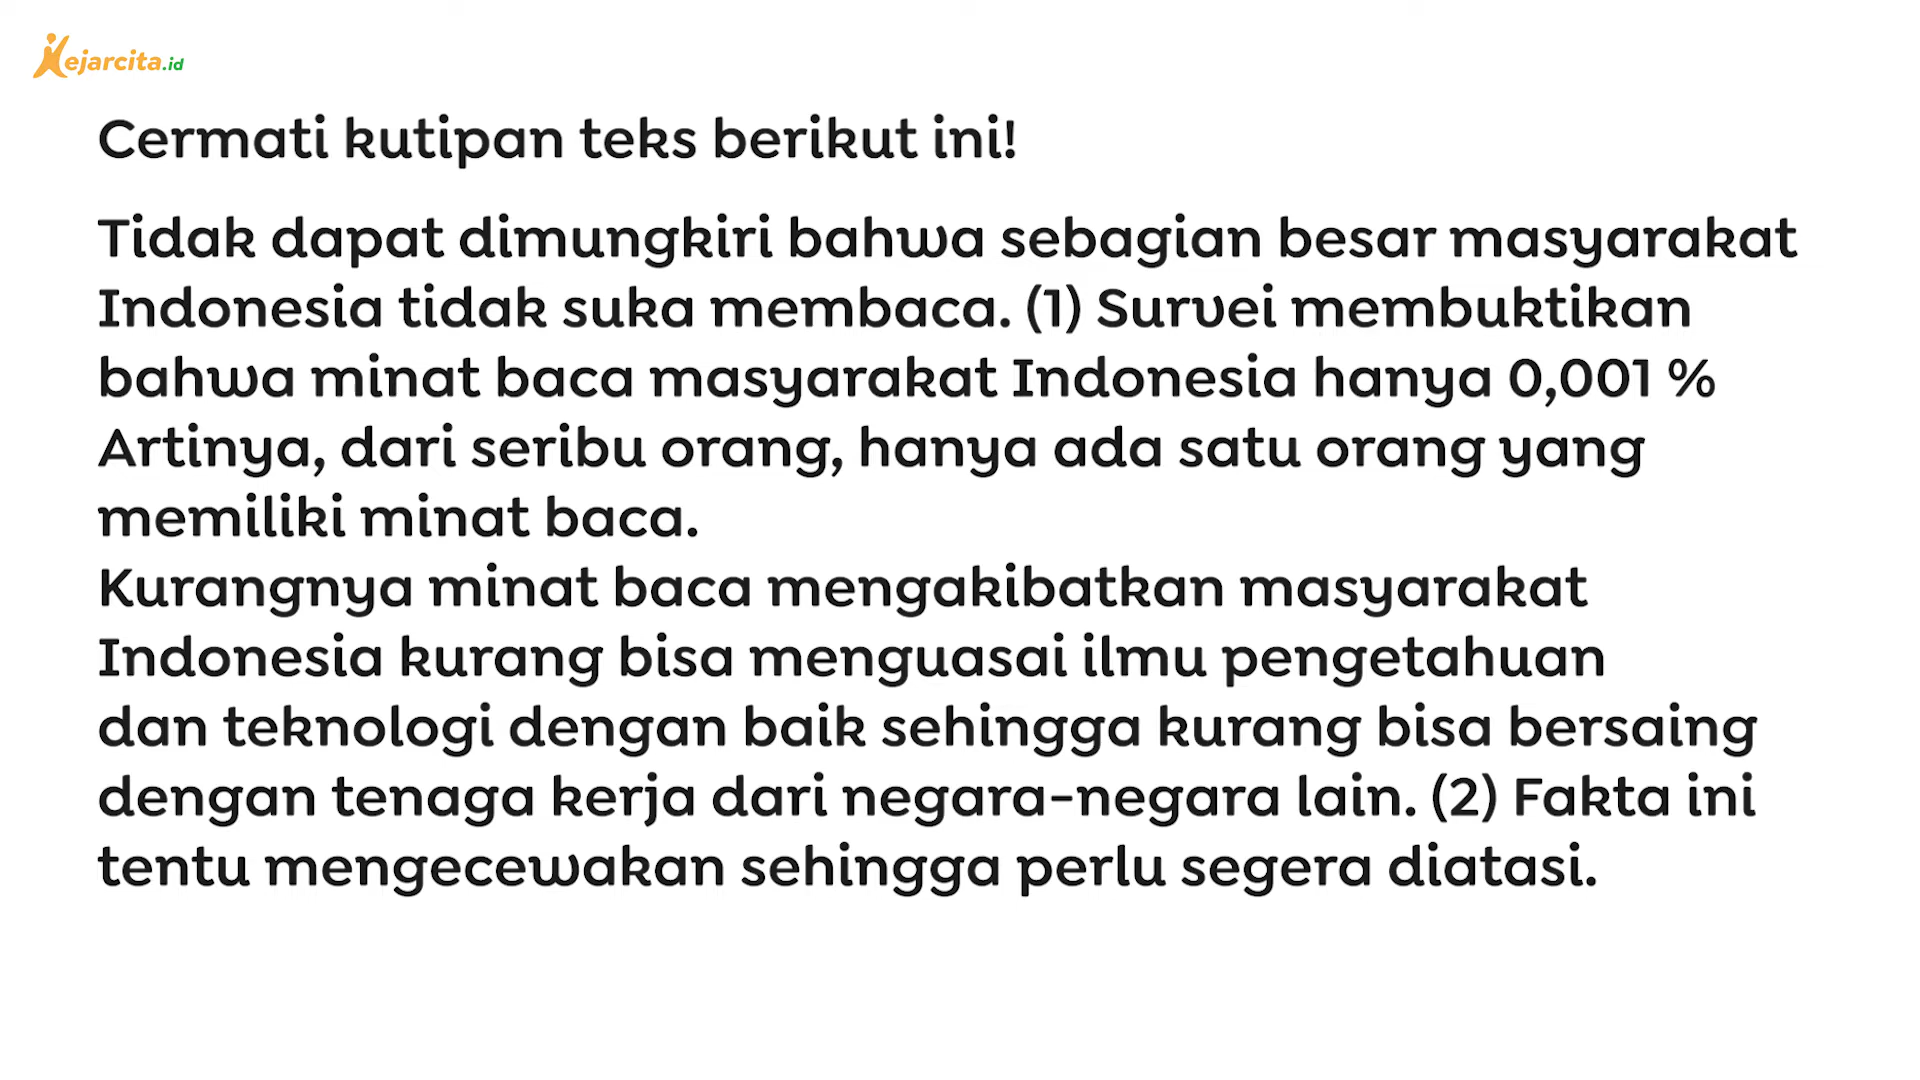 Kejarcita.id
Cermati kutipan teks berikut ini!
Tidak dapat dimungkiri bahwa sebagian besar masyarakat
Indonesia tidak suka membaca. (1) Survei membuktikan
bahwa minat baca masyarakat Indonesia hanya 0,001 %
Artinya, dari seribu orang, hanya ada satu orang yang
memiliki minat baca.
Kurangnya minat baca mengakibatkan masyarakat
Indonesia kurang bisa menguasai ilmu pengetahuan
dan teknologi dengan baik sehingga kurang bisa bersaing
dengan tenaga kerja dari negara-negara lain. (2) Fakta ini
tentu mengecewakan sehingga perlu segera diatasi.